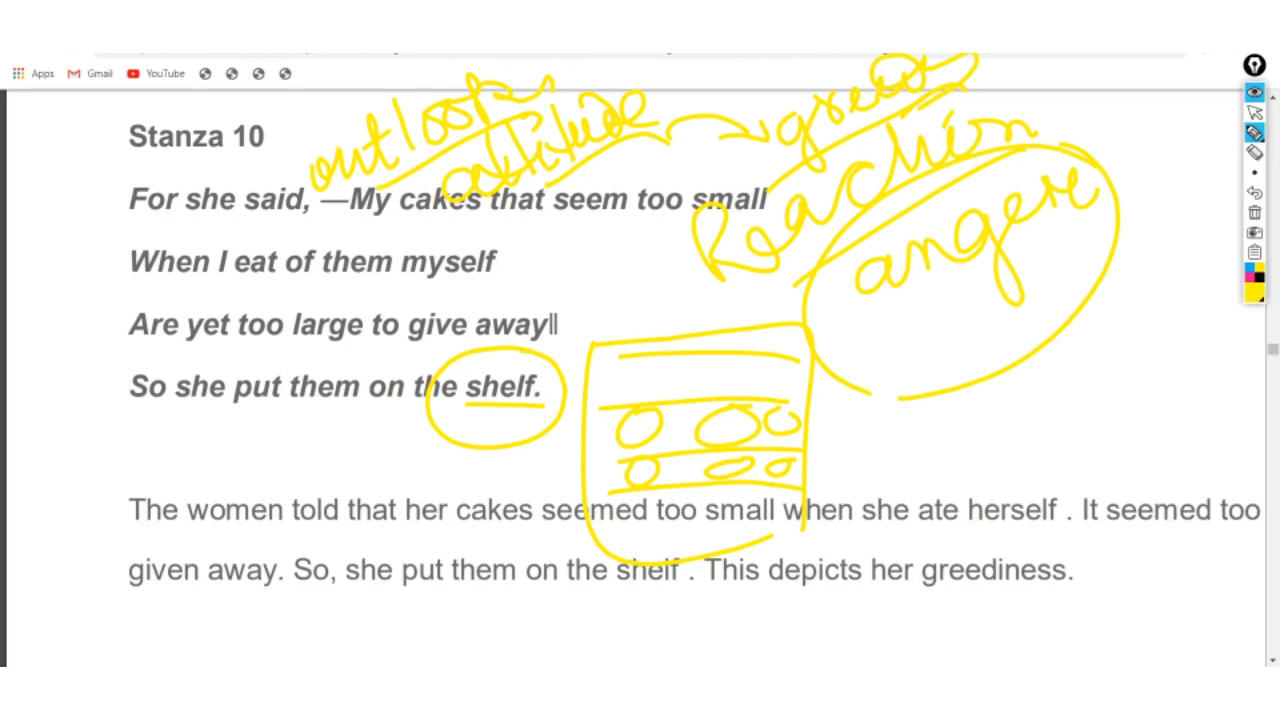 Apps Gmail YouTube
outlook greedy
attitude
Stanza 10
Reaction
For she said, —My cakes that seem too small
angere
When I eat of them myself
Are yet too large to give away‖
So she put them on the shelf.
The women told that her cakes seemed too small when she ate herself . It seemed too
given away. So, she put them on the shelf . This depicts her greediness.